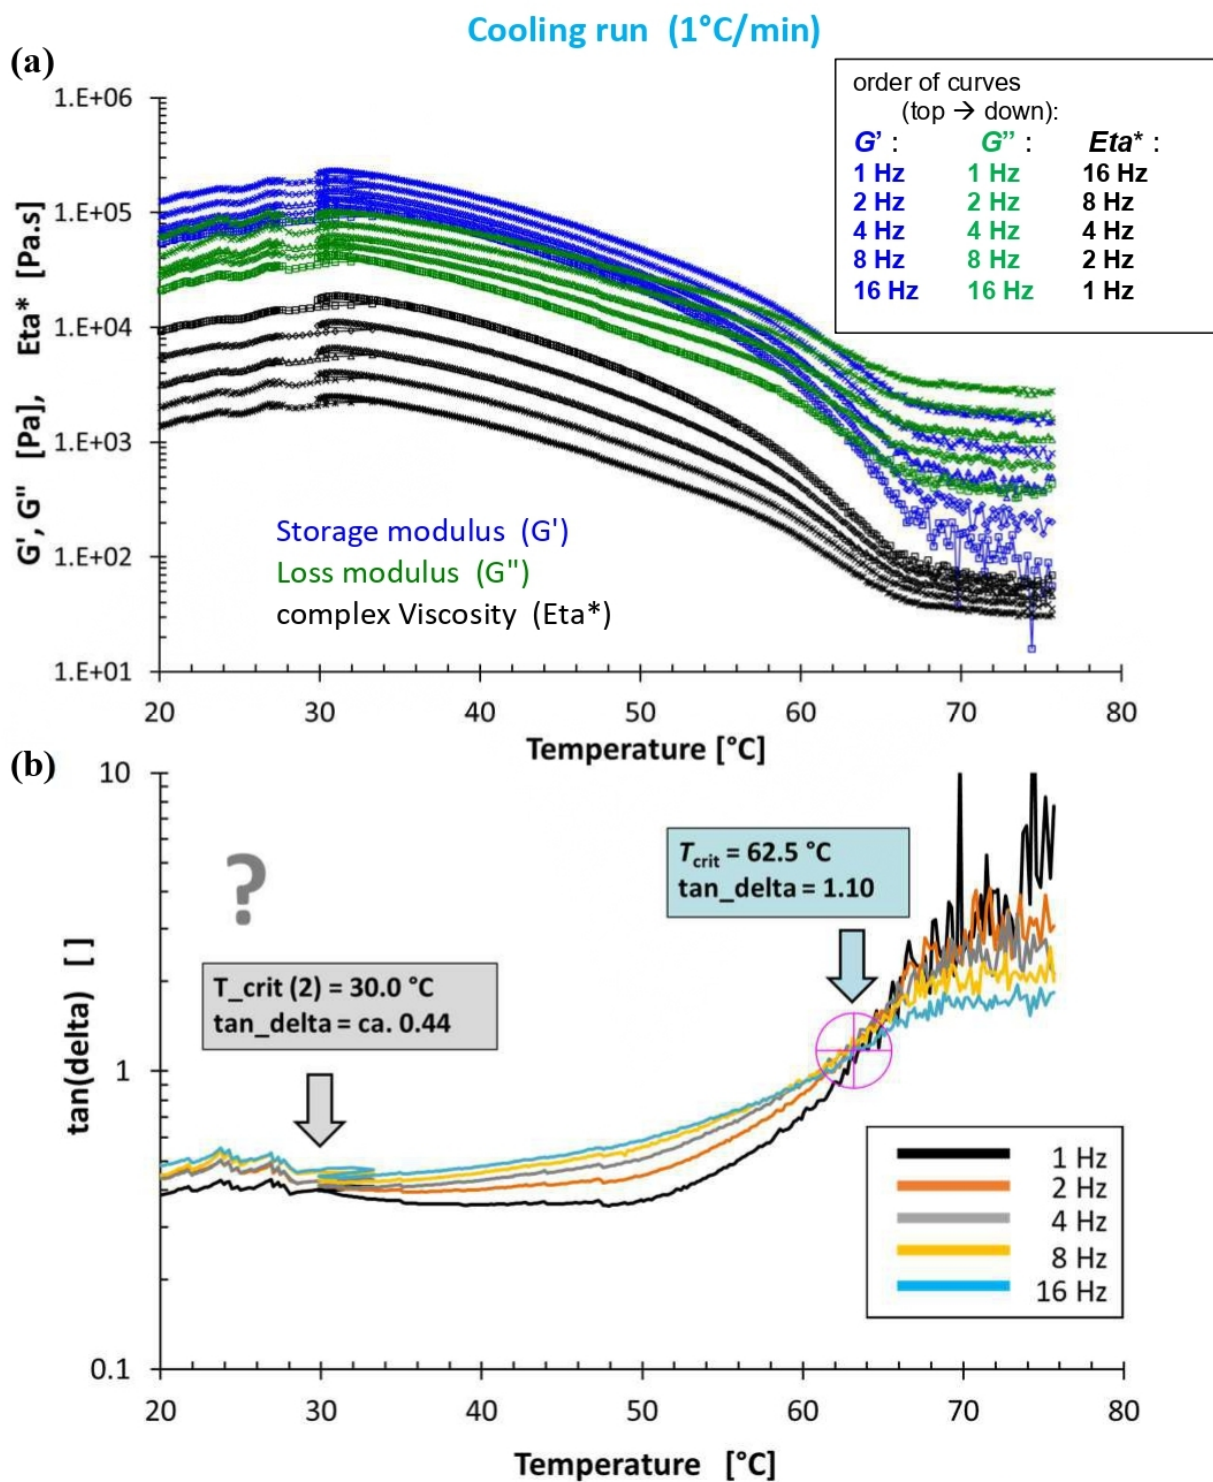 Cooling run (1°C/min)
(a)
order of curves
(top → down):
G' : G'' : Eta* :
1 Hz 1 Hz 16 Hz
2 Hz 2 Hz 8 Hz
4 Hz 4 Hz 4 Hz
8 Hz 8 Hz 2 Hz
16 Hz 16 Hz 1 Hz
1.E+06
1.E+05
1.E+04
1.E+03
1.E+02
1.E+01
G', G" [Pa], Eta* [Pa.s]
Storage modulus (G')
Loss modulus (G")
complex Viscosity (Eta*)
20 30 40 50 60 70 80
Temperature [°C]
(b)
10
1
0.1
tan(delta) [ ]
?
T_crit (2) = 30.0 °C
tan_delta = ca. 0.44
Tcrit = 62.5 °C
tan_delta = 1.10
1 Hz
2 Hz
4 Hz
8 Hz
16 Hz
20 30 40 50 60 70 80
Temperature [°C]